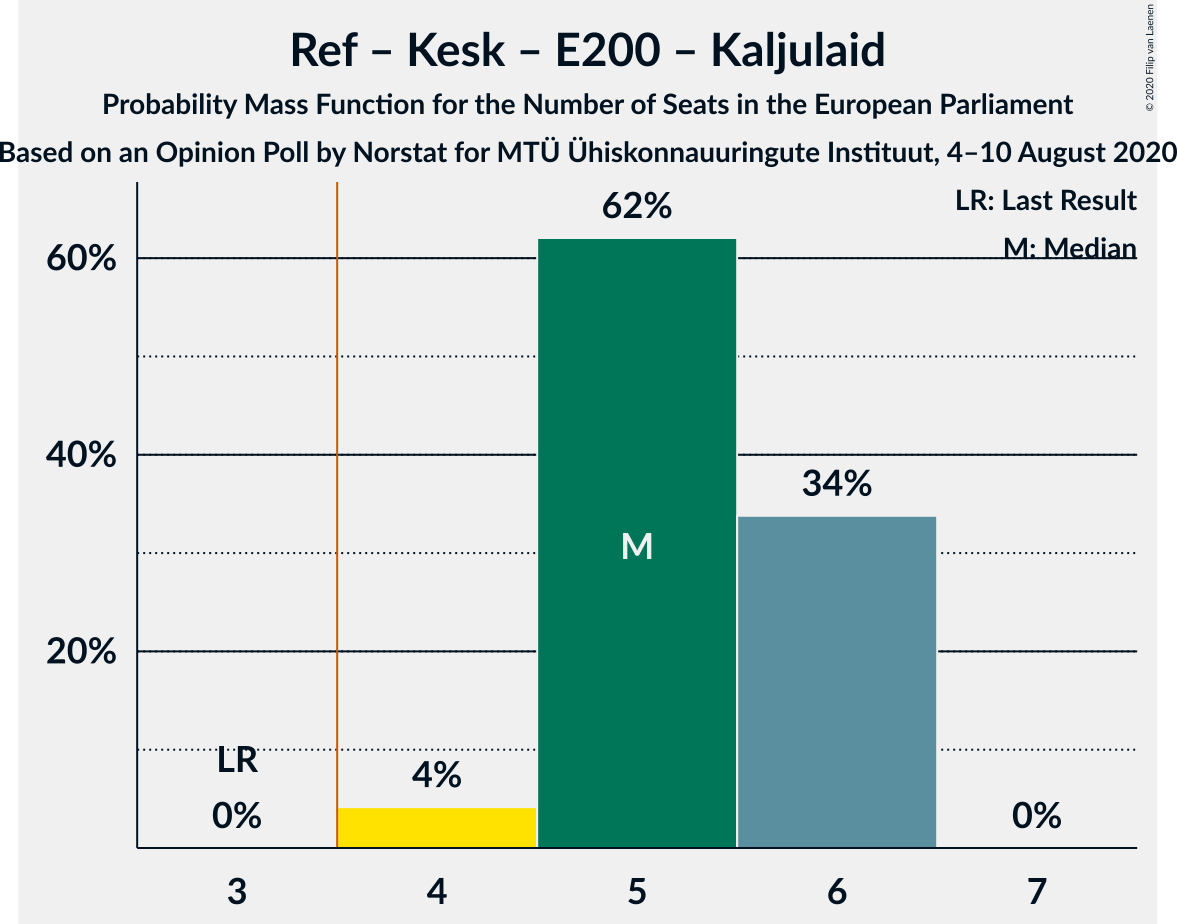 Ref – Kesk – E200 – Kaljulaid
Probability Mass Function for the Number of Seats in the European Parliament
Based on an Opinion Poll by Norstat for MTÜ Ühiskonnauuringute Instituut, 4–10 August 2020
© 2020 Filip van Laenen
LR: Last Result
M: Median
62%
60%
40%
34%
M
20%
LR
4%
0%
0%
3
4
5
6
7